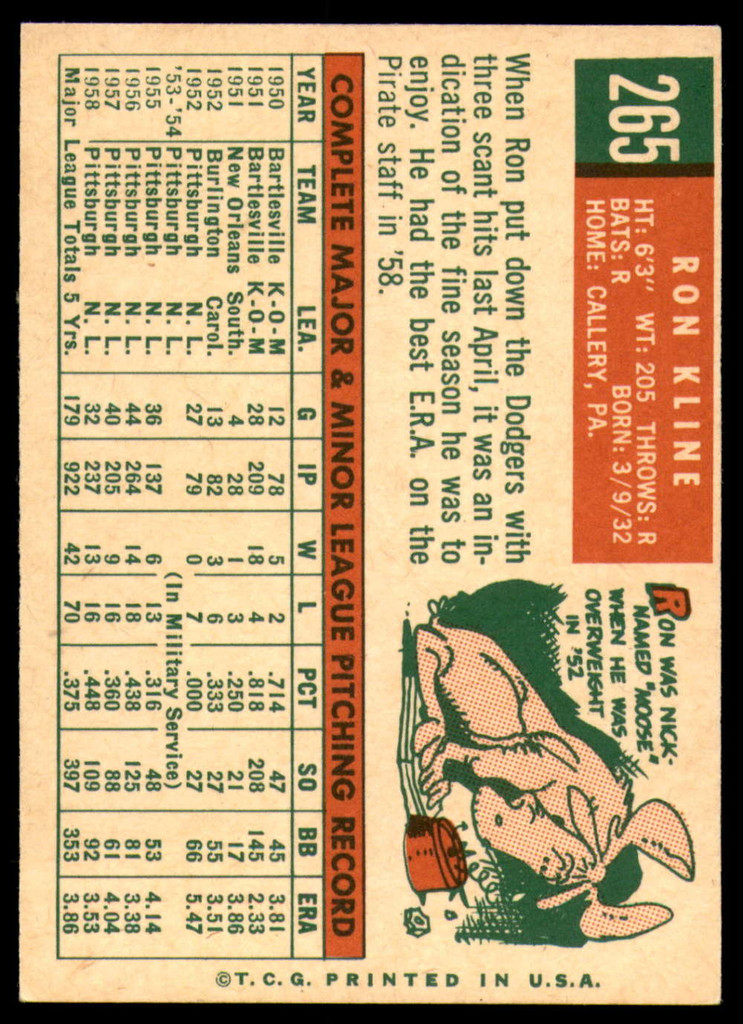 265
RON KLINE
HT: 6'3" WT: 205 THROWS: R
BATS: R BORN: 3/9/32
HOME: CALLERY, PA.
RON WAS NICK-
NAMED "MOOSE"
WHEN HE WAS
OVERWEIGHT
IN '52
When Ron put down the Dodgers with
three scant hits last April, it was an in-
dication of the fine season he was to
enjoy. He had the best E.R.A. on the
Pirate staff in '58.
COMPLETE MAJOR & MINOR LEAGUE PITCHING RECORD
YEAR TEAM LEA. G IP W L PCT SO BB ERA
1950 Bartlesville K-O-M 12 78 5 2 .714 47 45 3.81
1951 Bartlesville K-O-M 28 209 18 4 .818 208 145 2.33
1951 New Orleans South. 4 28 1 3 .250 21 17 3.86
1952 Burlington Carol. 13 82 3 6 .333 27 55 3.51
1952 Pittsburgh N. L. 27 79 0 7 .000 27 66 5.47
'53-'54 Pittsburgh N. L. (In Military Service)
1955 Pittsburgh N. L. 36 137 6 13 .316 48 53 4.14
1956 Pittsburgh N. L. 44 264 14 18 .438 125 81 3.38
1957 Pittsburgh N. L. 40 205 9 16 .360 88 61 4.04
1958 Pittsburgh N. L. 32 237 13 16 .448 109 92 3.53
Major League Totals 5 Yrs. 179 922 42 70 .375 397 353 3.86
©T.C.G. PRINTED IN U.S.A.